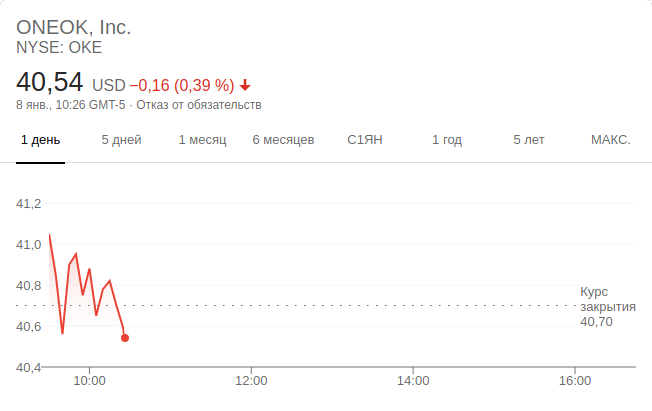 ONEOK, Inc.
NYSE: OKE
40,54 USD −0,16 (0,39 %)
8 янв., 10:26 GMT-5 · Отказ от обязательств
1 день 5 дней 1 месяц 6 месяцев С1ЯН 1 год 5 лет МАКС.
41,2
41,0
40,8
40,6
40,4
Курс
закрытия
40,70
10:00 12:00 14:00 16:00